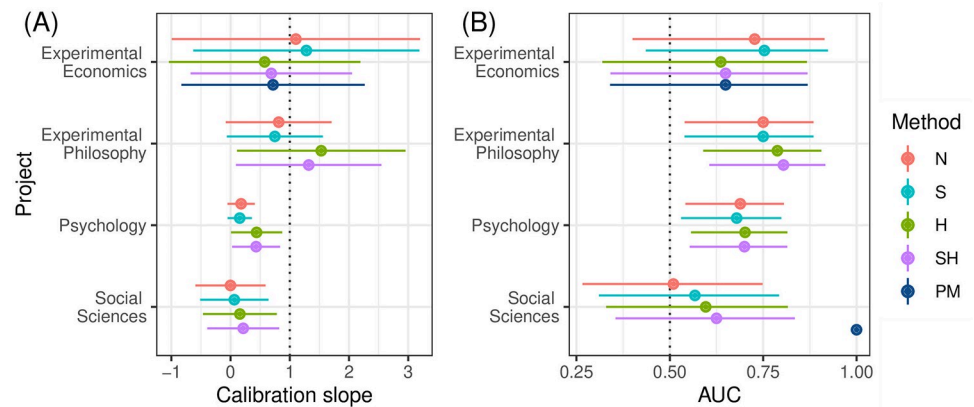 (A)
(B)
Project
Experimental
Economics
Experimental
Philosophy
Psychology
Social
Sciences
−1
0
1
2
3
Calibration slope
Experimental
Economics
Experimental
Philosophy
Psychology
Social
Sciences
0.25
0.50
0.75
1.00
AUC
Method
N
S
H
SH
PM